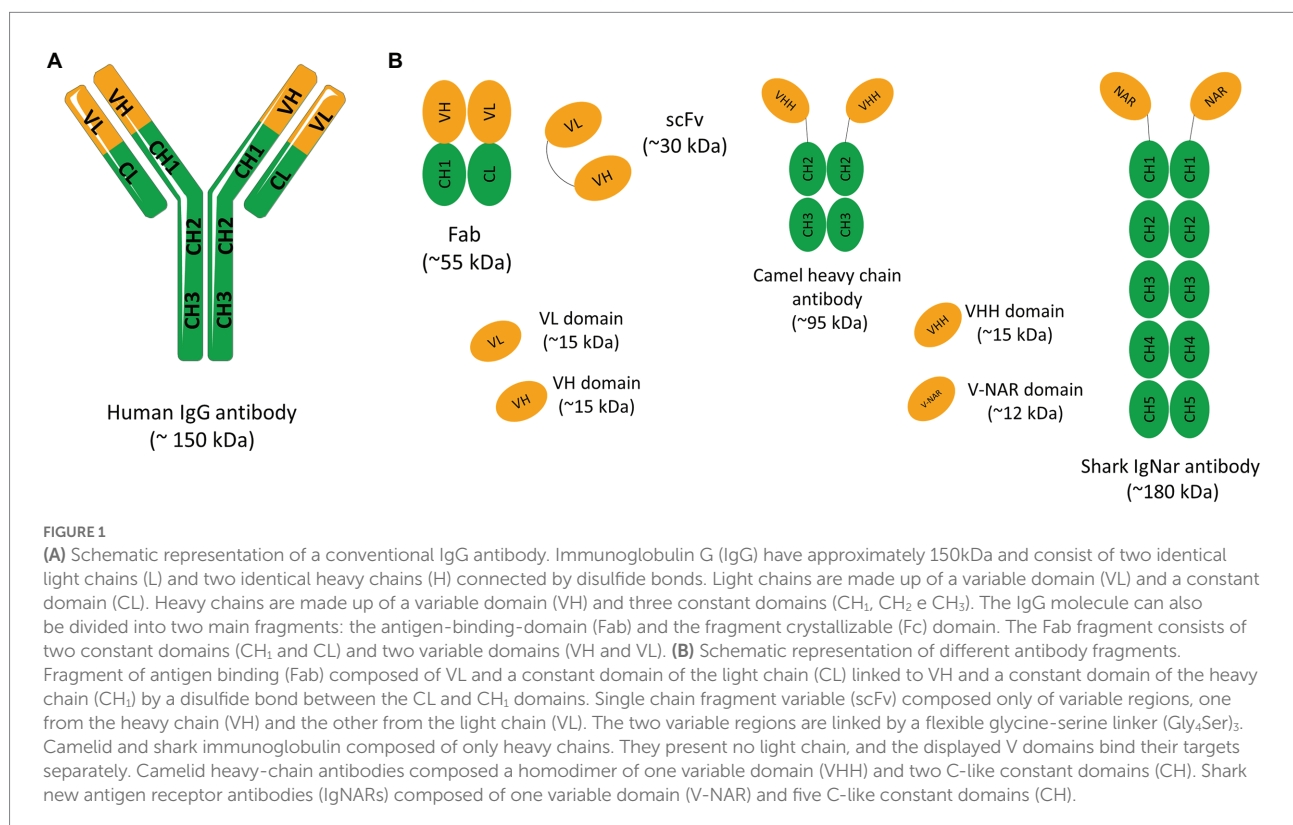 A
VH
VH
VL
VL
CH1
CH1
CL
CL
CH2
CH2
CH3
CH3
Human IgG antibody
(~ 150 kDa)
B
VH
VL
CH1
CL
Fab
(~55 kDa)
VL
VH
scFv
(~30 kDa)
VL
VL domain
(~15 kDa)
VH
VH domain
(~15 kDa)
VHH
VHH
CH2
CH2
CH3
CH3
Camel heavy chain
antibody
(~95 kDa)
VHH
VHH domain
(~15 kDa)
V-NAR
V-NAR domain
(~12 kDa)
NAR
NAR
CH1
CH1
CH2
CH2
CH3
CH3
CH4
CH4
CH5
CH5
Shark IgNar antibody
(~180 kDa)
FIGURE 1
(A) Schematic representation of a conventional IgG antibody. Immunoglobulin G (IgG) have approximately 150kDa and consist of two identical
light chains (L) and two identical heavy chains (H) connected by disulfide bonds. Light chains are made up of a variable domain (VL) and a constant
domain (CL). Heavy chains are made up of a variable domain (VH) and three constant domains (CH₁, CH₂ e CH₃). The IgG molecule can also
be divided into two main fragments: the antigen-binding-domain (Fab) and the fragment crystallizable (Fc) domain. The Fab fragment consists of
two constant domains (CH₁ and CL) and two variable domains (VH and VL). (B) Schematic representation of different antibody fragments.
Fragment of antigen binding (Fab) composed of VL and a constant domain of the light chain (CL) linked to VH and a constant domain of the heavy
chain (CH₁) by a disulfide bond between the CL and CH₁ domains. Single chain fragment variable (scFv) composed only of variable regions, one
from the heavy chain (VH) and the other from the light chain (VL). The two variable regions are linked by a flexible glycine-serine linker (Gly₄Ser)₃.
Camelid and shark immunoglobulin composed of only heavy chains. They present no light chain, and the displayed V domains bind their targets
separately. Camelid heavy-chain antibodies composed a homodimer of one variable domain (VHH) and two C-like constant domains (CH). Shark
new antigen receptor antibodies (IgNARs) composed of one variable domain (V-NAR) and five C-like constant domains (CH).